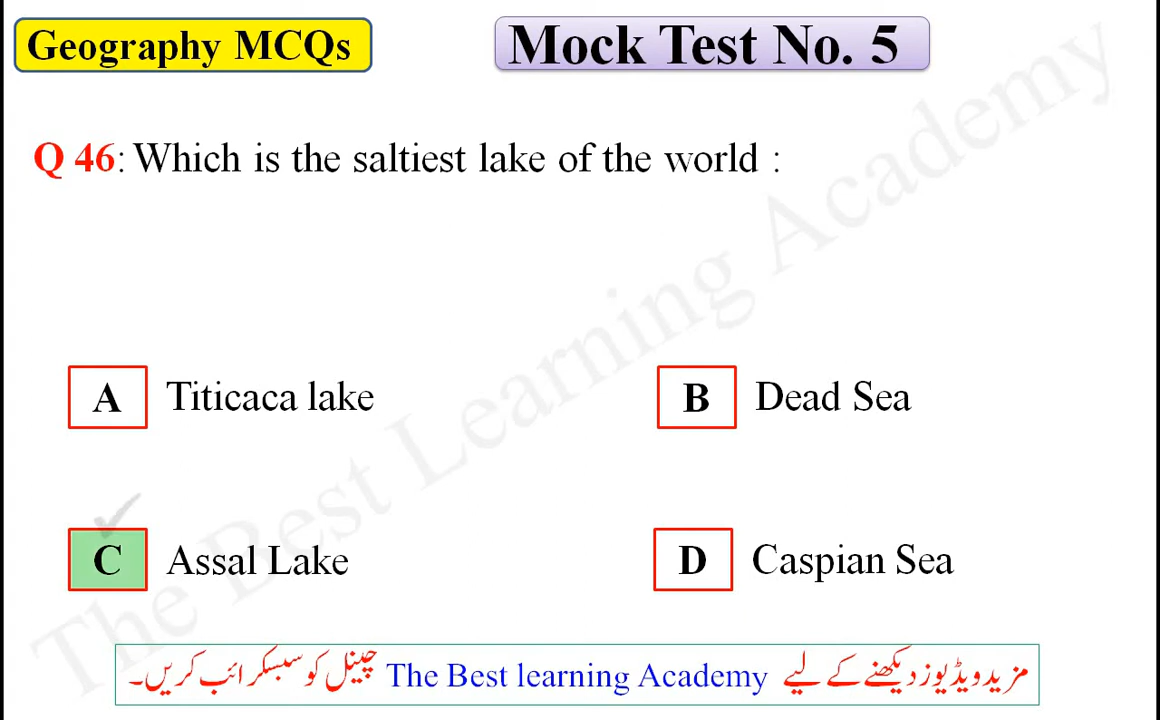 Geography MCQs
Mock Test No. 5
Q 46: Which is the saltiest lake of the world :
A Titicaca lake
B Dead Sea
C Assal Lake
D Caspian Sea
مزید ویڈیوز دیکھنے کے لیے The Best learning Academy چینل کو سبسکرائب کریں۔
The Best Learning Academy